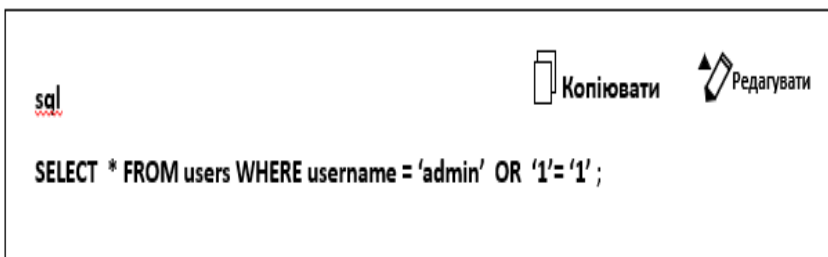 Копіювати Редагувати
sql
SELECT * FROM users WHERE username = ‘admin’ OR ‘1’= ‘1’ ;